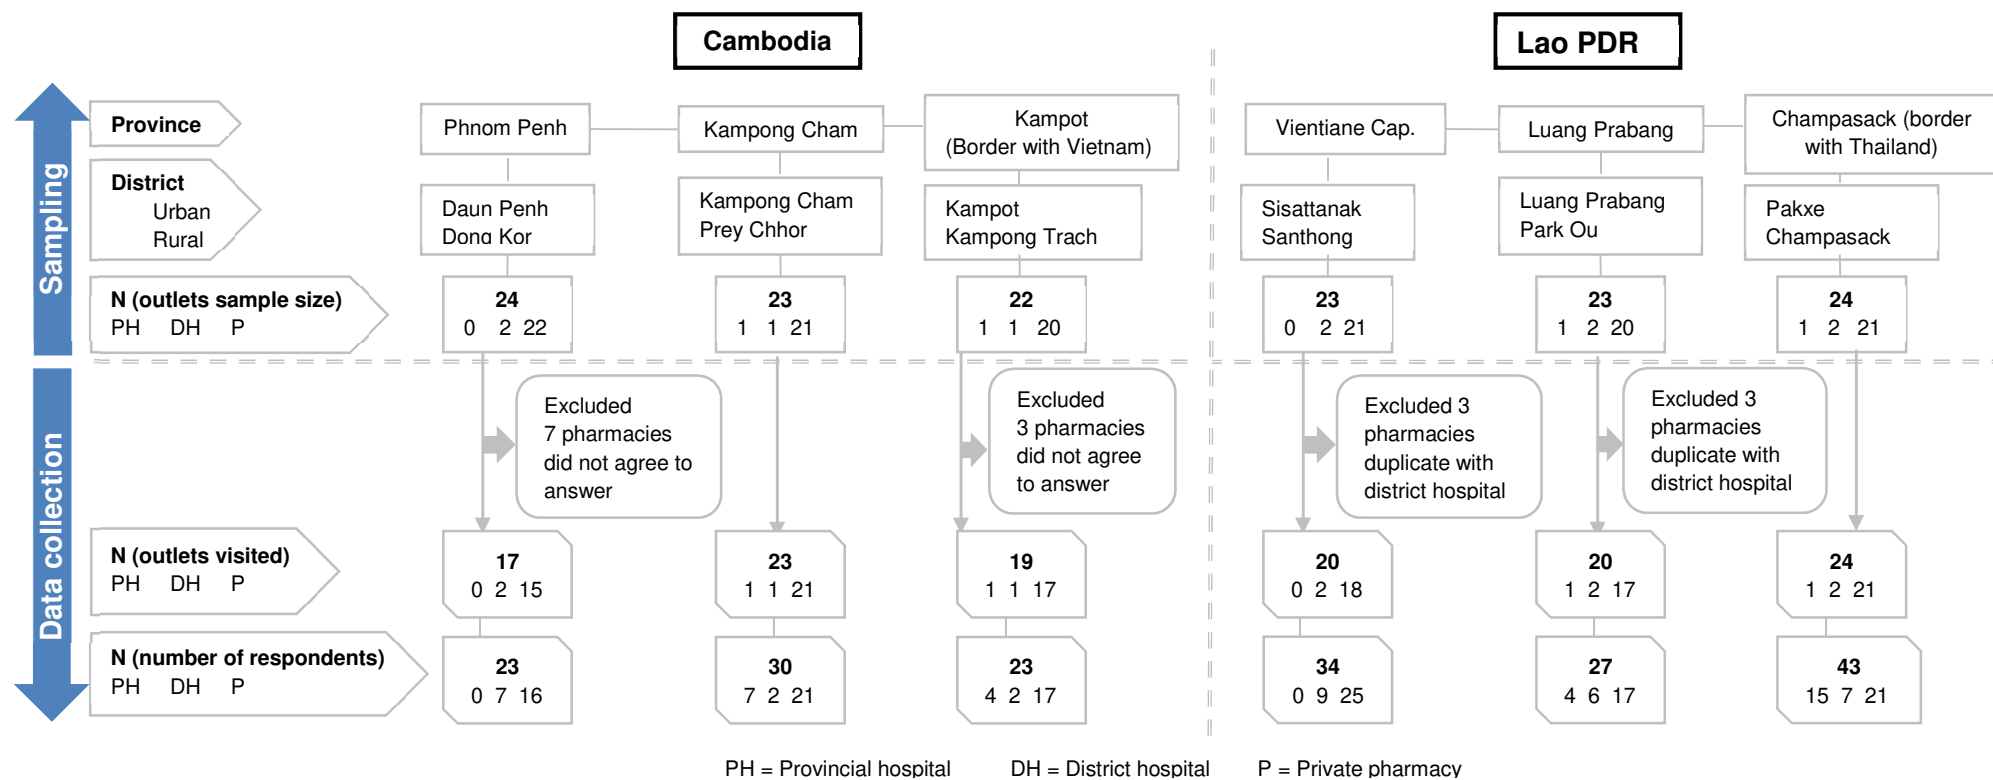 Cambodia
Lao PDR
Sampling
Province
Phnom Penh
Kampong Cham
Kampot
(Border with Vietnam)
Vientiane Cap.
Luang Prabang
Champasack (border
with Thailand)
District
Urban
Rural
Daun Penh
Dong Kor
Kampong Cham
Prey Chhor
Kampot
Kampong Trach
Sisattanak
Santhong
Luang Prabang
Park Ou
Pakxe
Champasack
N (outlets sample size)
PH DH P
24
0 2 22
23
1 1 21
22
1 1 20
23
0 2 21
23
1 2 20
24
1 2 21
Data collection
Excluded
7 pharmacies
did not agree to
answer
Excluded
3 pharmacies
did not agree
to answer
Excluded 3
pharmacies
duplicate with
district hospital
Excluded 3
pharmacies
duplicate with
district hospital
N (outlets visited)
PH DH P
17
0 2 15
23
1 1 21
19
1 1 17
20
0 2 18
20
1 2 17
24
1 2 21
N (number of respondents)
PH DH P
23
0 7 16
30
7 2 21
23
4 2 17
34
0 9 25
27
4 6 17
43
15 7 21
PH = Provincial hospital DH = District hospital P = Private pharmacy